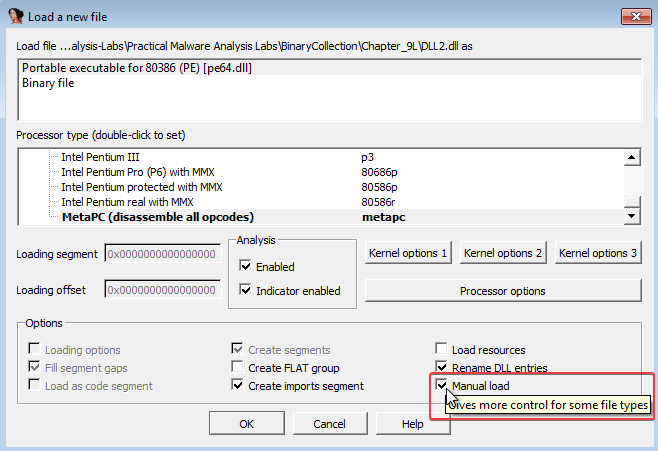 Load a new file
Load file ...alysis-Labs\Practical Malware Analysis Labs\BinaryCollection\Chapter_9L\DLL2.dll as
Portable executable for 80386 (PE) [pe64.dll]
Binary file
Processor type (double-click to set)
Intel Pentium III p3
Intel Pentium Pro (P6) with MMX 80686p
Intel Pentium protected with MMX 80586p
Intel Pentium real with MMX 80586r
MetaPC (disassemble all opcodes) metapc
Loading segment 0x0000000000000000
Loading offset 0x0000000000000000
Analysis
Enabled
Indicator enabled
Kernel options 1 Kernel options 2 Kernel options 3
Processor options
Options
Loading options Create segments Load resources
Fill segment gaps Create FLAT group Rename DLL entries
Load as code segment Create imports segment Manual load
Gives more control for some file types
OK Cancel Help